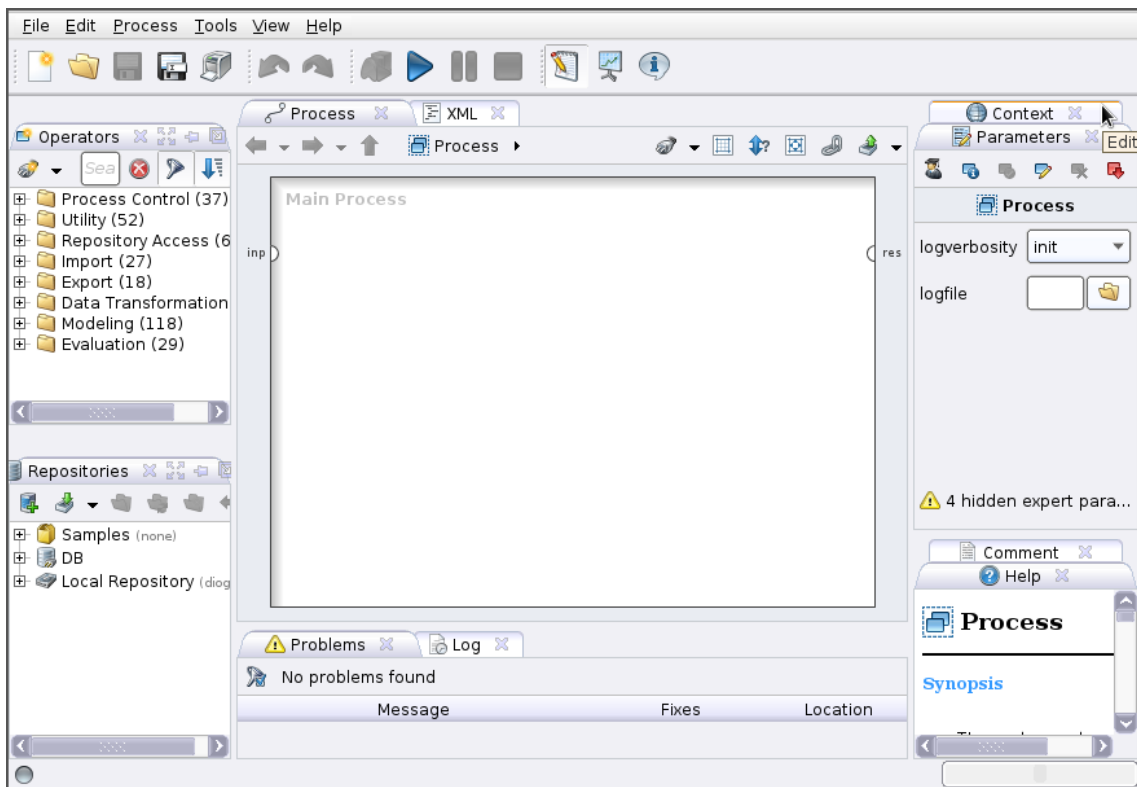 File Edit Process Tools View Help
Process XML
Context
Operators
Parameters
Edit
Process
Sea
Process Control (37)
Utility (52)
Repository Access (6
Import (27)
Export (18)
Data Transformation
Modeling (118)
Evaluation (29)
Main Process
inp
res
Process
logverbosity init
logfile
4 hidden expert para...
Repositories
Samples (none)
DB
Local Repository (diog
Comment
Help
Process
Synopsis
Problems Log
No problems found
Message Fixes Location